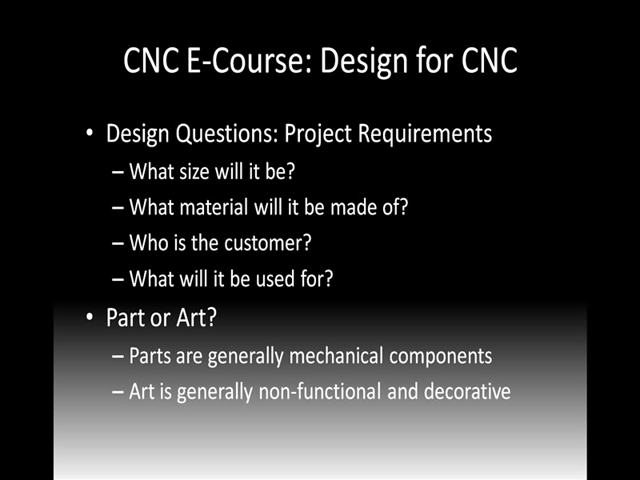 CNC E-Course: Design for CNC
• Design Questions: Project Requirements
– What size will it be?
– What material will it be made of?
– Who is the customer?
– What will it be used for?
• Part or Art?
– Parts are generally mechanical components
– Art is generally non-functional and decorative